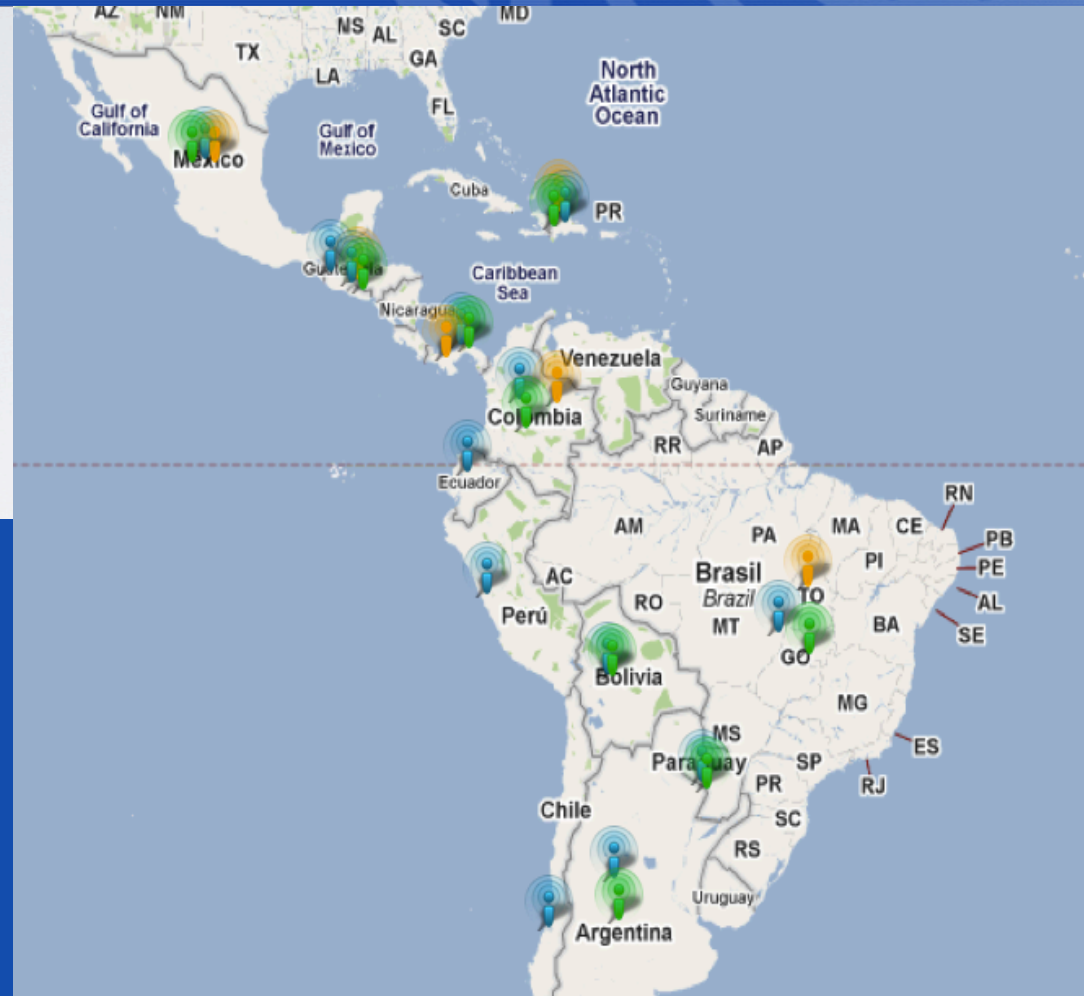 AZ
NM
MD
NS
AL
SC
TX
GA
LA
North
Atlantic
Ocean
FL
Gulf of
California
Gulf of
Mexico
México
Cuba
PR
Caribbean
Sea
Nicaragua
Venezuela
Guyana
Suriname
Colombia
RR
AP
Ecuador
RN
AM
PA
MA
CE
PB
PI
PE
Brasil
Brazil
AC
RO
TO
AL
Perú
MT
BA
SE
GO
Bolivia
MG
MS
ES
Paraguay
SP
PR
RJ
Chile
SC
RS
Uruguay
Argentina